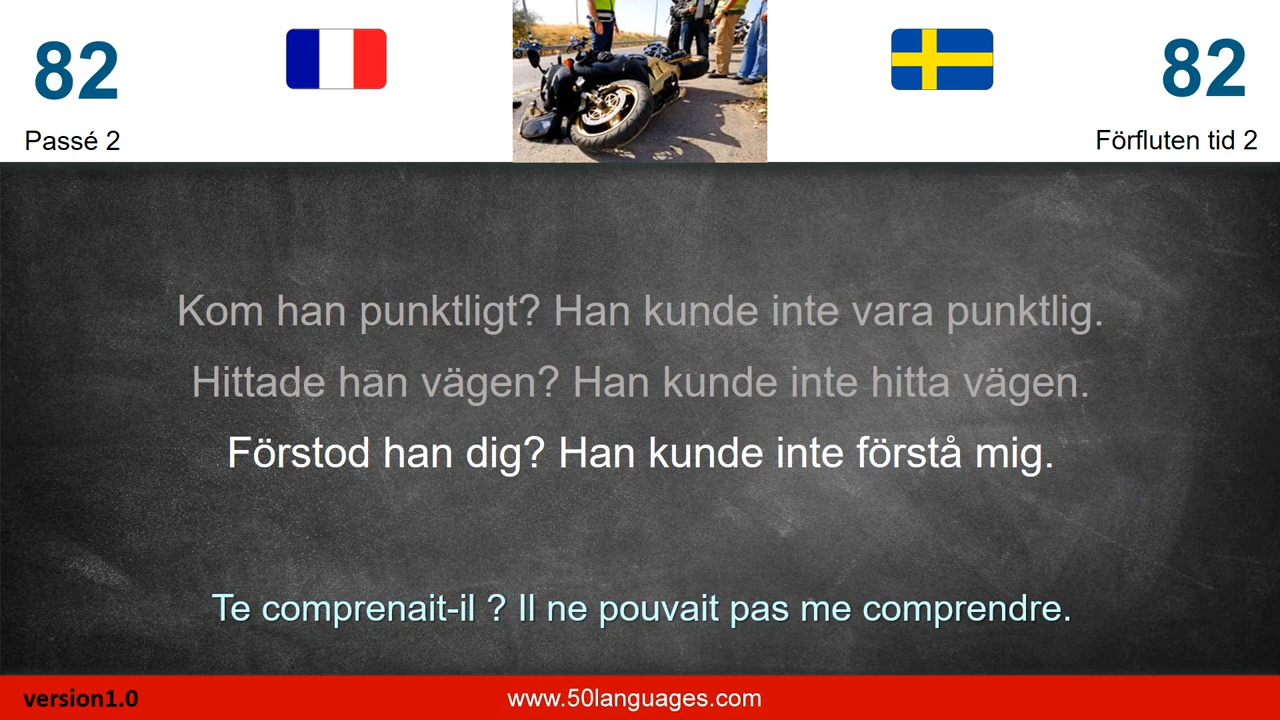 82
82
Passé 2
Förfluten tid 2
Kom han punktligt? Han kunde inte vara punktlig.
Hittade han vägen? Han kunde inte hitta vägen.
Förstod han dig? Han kunde inte förstå mig.
Te comprenait-il ? Il ne pouvait pas me comprendre.
version1.0
www.50languages.com